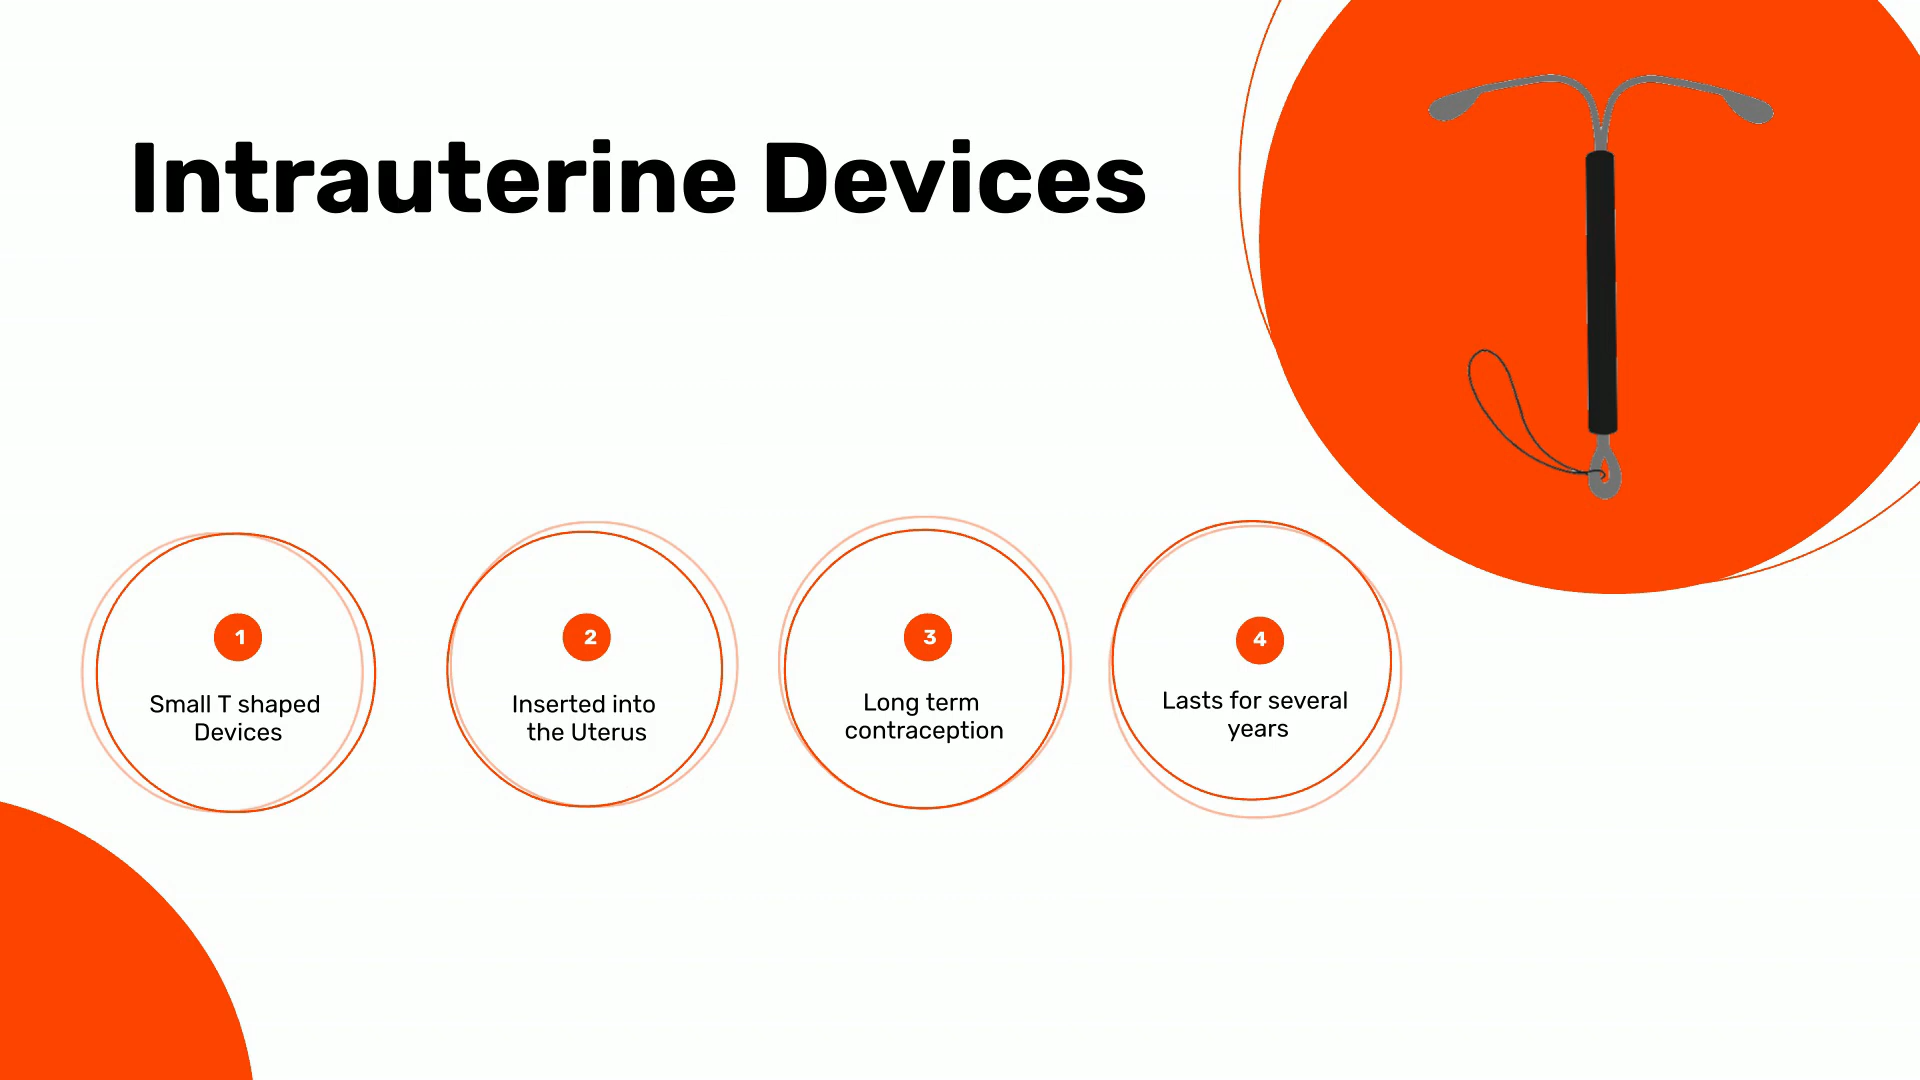 Intrauterine Devices
1
Small T shaped
Devices
2
Inserted into
the Uterus
3
Long term
contraception
4
Lasts for several
years